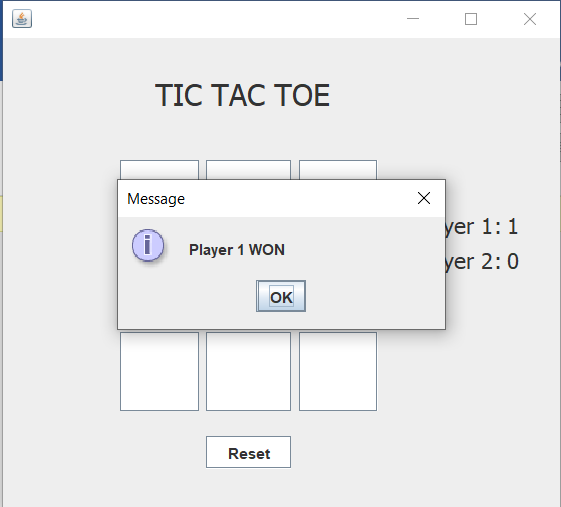 TIC TAC TOE
Message
Player 1 WON
OK
yer 1: 1
yer 2: 0
Reset